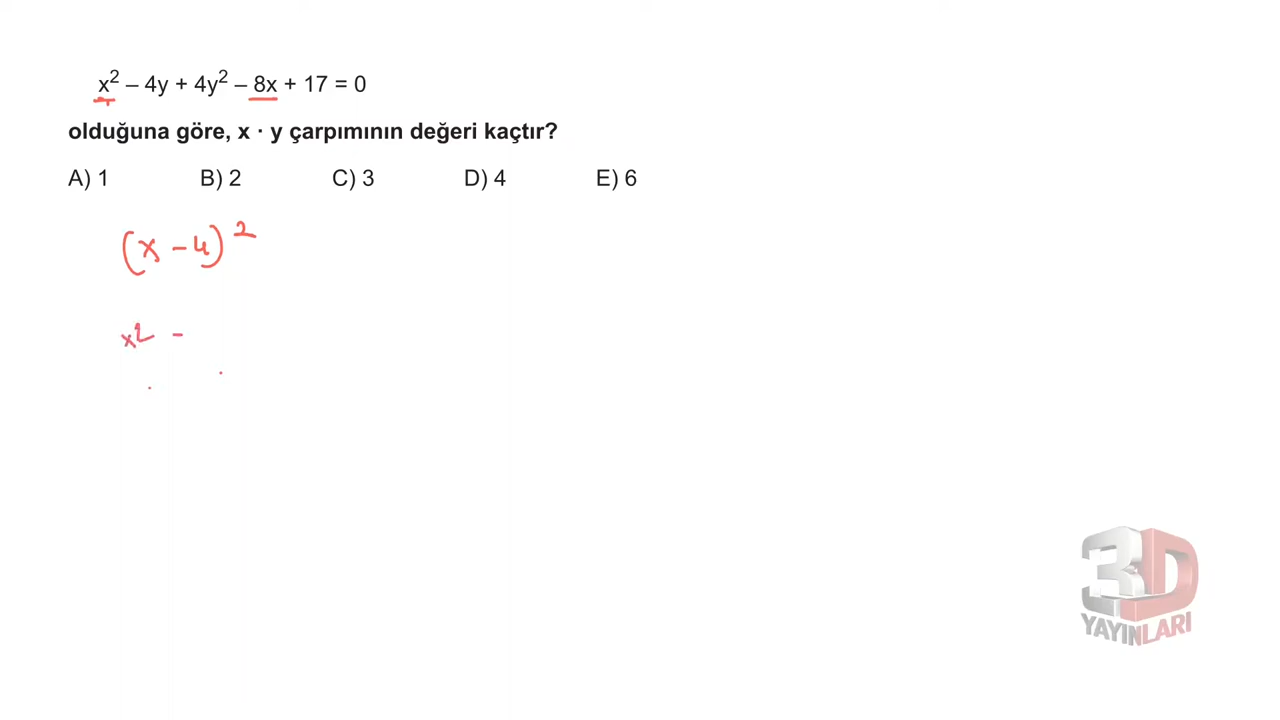 x² – 4y + 4y² – 8x + 17 = 0
olduğuna göre, x · y çarpımının değeri kaçtır?
A) 1 B) 2 C) 3 D) 4 E) 6
(x - 4)²
x² -
3D
YAYINLARI